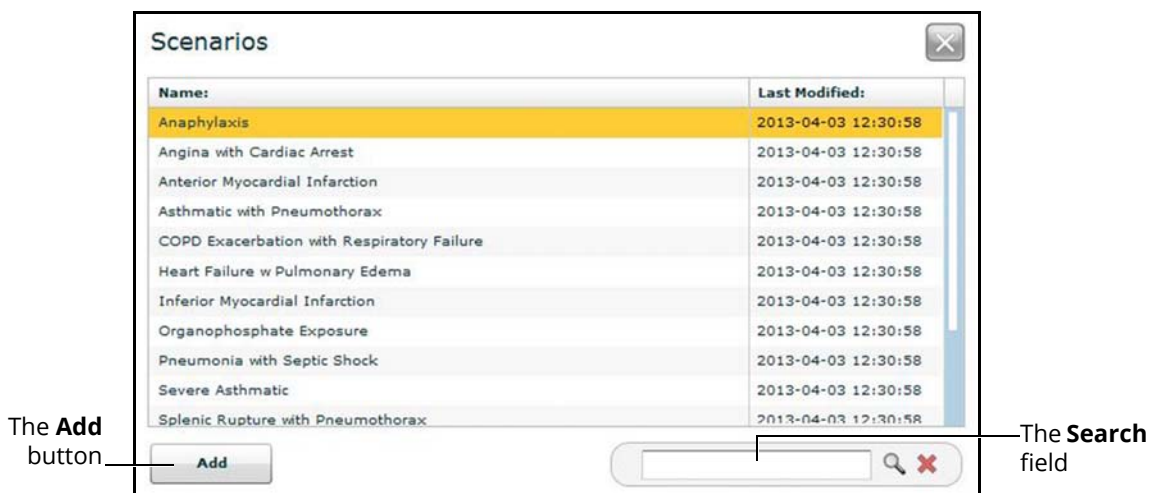 Scenarios
Name: Last Modified:
Anaphylaxis 2013-04-03 12:30:58
Angina with Cardiac Arrest 2013-04-03 12:30:58
Anterior Myocardial Infarction 2013-04-03 12:30:58
Asthmatic with Pneumothorax 2013-04-03 12:30:58
COPD Exacerbation with Respiratory Failure 2013-04-03 12:30:58
Heart Failure w Pulmonary Edema 2013-04-03 12:30:58
Inferior Myocardial Infarction 2013-04-03 12:30:58
Organophosphate Exposure 2013-04-03 12:30:58
Pneumonia with Septic Shock 2013-04-03 12:30:58
Severe Asthmatic 2013-04-03 12:30:58
Splenic Rupture with Pneumothorax 2013-04-03 12:30:58
The Add
button
Add
The Search
field